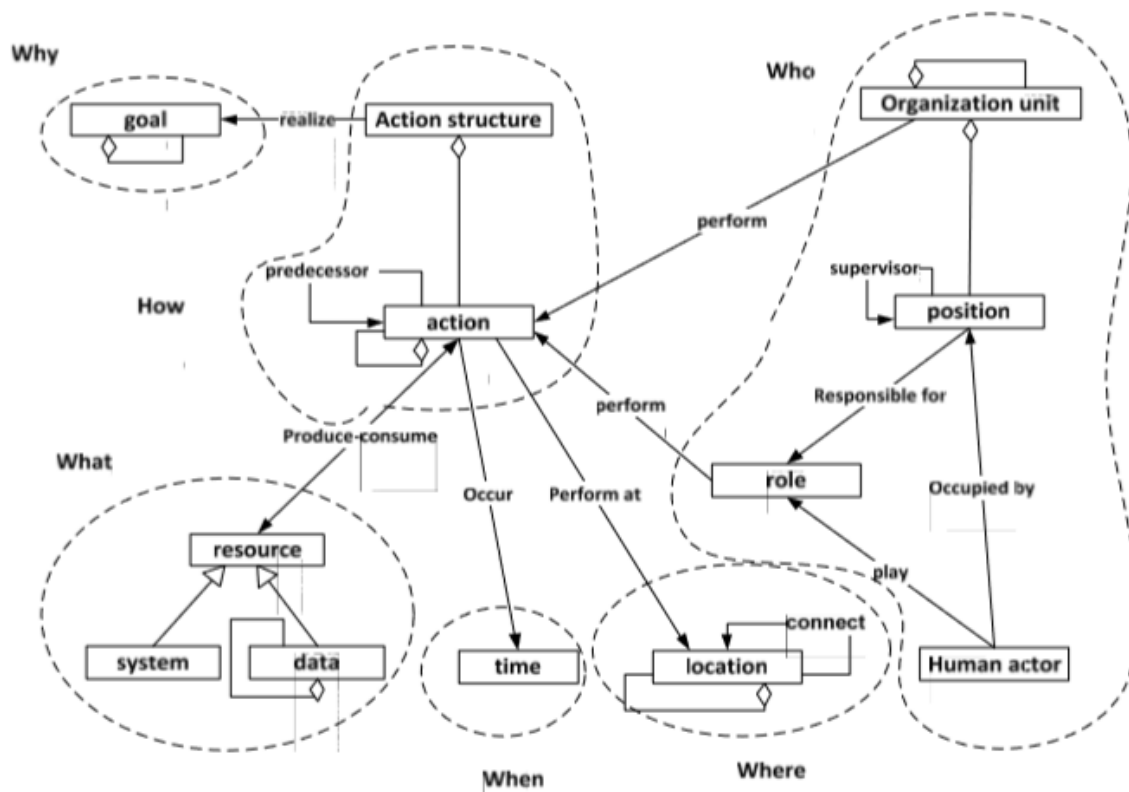 Why
Who
goal
realize
Action structure
Organization unit
perform
predecessor
supervisor
How
action
position
Responsible for
perform
Produce-consume
What
Occur
Perform at
role
Occupied by
resource
play
connect
system
data
time
location
Human actor
When
Where